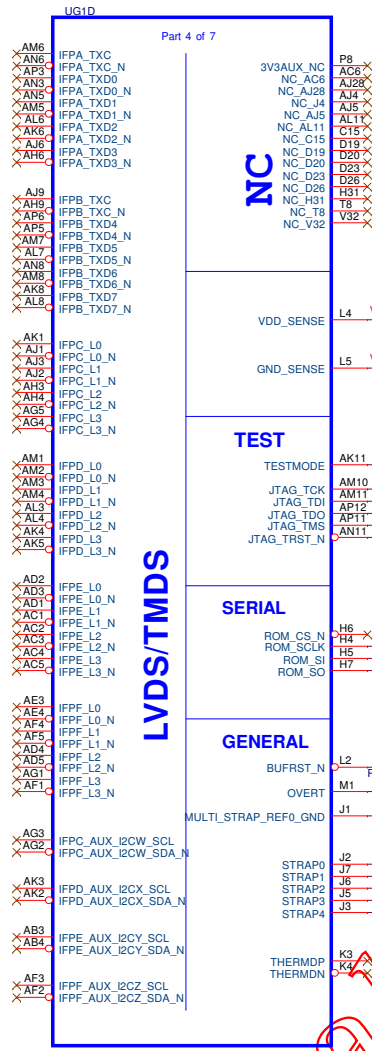 UG1D
Part 4 of 7
AM6 IFPA_TXC
AN6 IFPA_TXC_N
AP3 IFPA_TXD0
AN3 IFPA_TXD0_N
AN5 IFPA_TXD1
AM5 IFPA_TXD1_N
AL6 IFPA_TXD2
AK6 IFPA_TXD2_N
AJ6 IFPA_TXD3
AH6 IFPA_TXD3_N
AJ9 IFPB_TXC
AH9 IFPB_TXC_N
AP6 IFPB_TXD4
AP5 IFPB_TXD4_N
AM7 IFPB_TXD5
AL7 IFPB_TXD5_N
AN8 IFPB_TXD6
AM8 IFPB_TXD6_N
AK8 IFPB_TXD7
AL8 IFPB_TXD7_N
AK1 IFPC_L0
AJ1 IFPC_L0_N
AJ3 IFPC_L1
AJ2 IFPC_L1_N
AH3 IFPC_L2
AH4 IFPC_L2_N
AG5 IFPC_L3
AG4 IFPC_L3_N
AM1 IFPD_L0
AM2 IFPD_L0_N
AM3 IFPD_L1
AM4 IFPD_L1_N
AL3 IFPD_L2
AL4 IFPD_L2_N
AK4 IFPD_L3
AK5 IFPD_L3_N
AD2 IFPE_L0
AD3 IFPE_L0_N
AD1 IFPE_L1
AC1 IFPE_L1_N
AC2 IFPE_L2
AC3 IFPE_L2_N
AC4 IFPE_L3
AC5 IFPE_L3_N
AE3 IFPF_L0
AE4 IFPF_L0_N
AF4 IFPF_L1
AF5 IFPF_L1_N
AD4 IFPF_L2
AD5 IFPF_L2_N
AG1 IFPF_L3
AF1 IFPF_L3_N
AG3 IFPC_AUX_I2CW_SCL
AG2 IFPC_AUX_I2CW_SDA_N
AK3 IFPD_AUX_I2CX_SCL
AK2 IFPD_AUX_I2CX_SDA_N
AB3 IFPE_AUX_I2CY_SCL
AB4 IFPE_AUX_I2CY_SDA_N
AF3 IFPF_AUX_I2CZ_SCL
AF2 IFPF_AUX_I2CZ_SDA_N
LVDS/TMDS
NC
3V3AUX_NC P8
NC_AC6 AC6
NC_AJ28 AJ28
NC_J4 AJ4
NC_AJ5 AJ5
NC_AL11 AL11
NC_C15 C15
NC_D19 D19
NC_D20 D20
NC_D23 D23
NC_D26 D26
NC_H31 H31
NC_T8 T8
NC_V32 V32
VDD_SENSE L4
GND_SENSE L5
TEST
TESTMODE AK11
JTAG_TCK AM10
JTAG_TDI AM11
JTAG_TDO AP12
JTAG_TMS AP11
JTAG_TRST_N AN11
SERIAL
ROM_CS_N H6
ROM_SCLK H4
ROM_SI H5
ROM_SO H7
GENERAL
BUFRST_N L2
OVERT M1
MULTI_STRAP_REF0_GND J1
STRAP0 J2
STRAP1 J7
STRAP2 J6
STRAP3 J5
STRAP4 J3
THERMDP K3
THERMDN K4